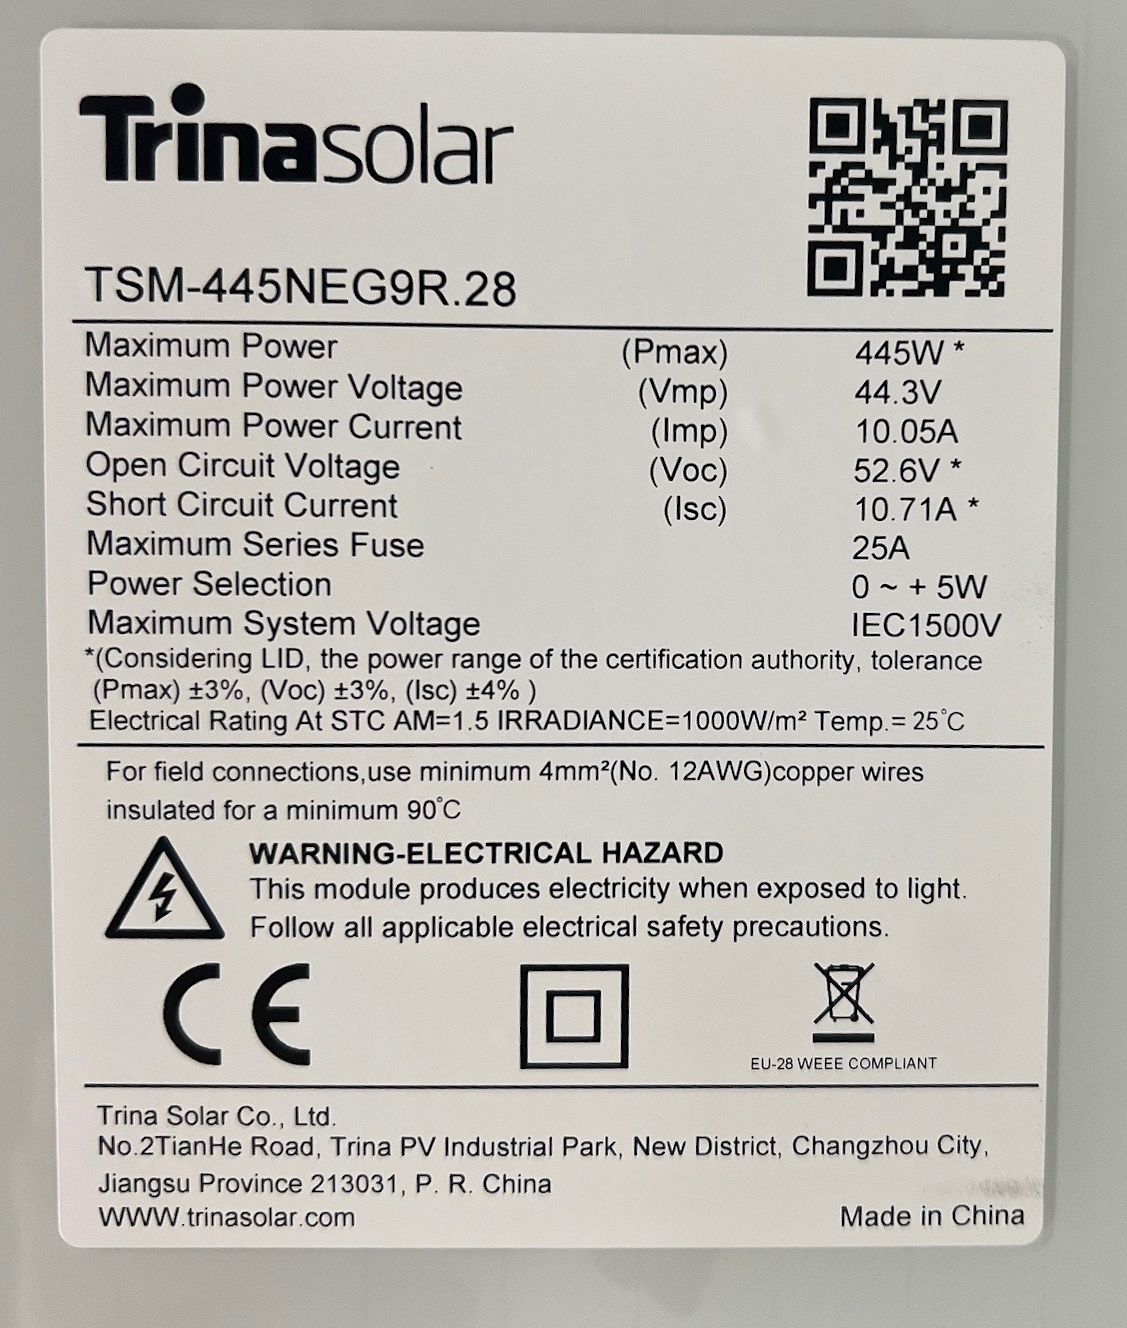 Trinasolar
TSM-445NEG9R.28
Maximum Power (Pmax) 445W *
Maximum Power Voltage (Vmp) 44.3V
Maximum Power Current (Imp) 10.05A
Open Circuit Voltage (Voc) 52.6V *
Short Circuit Current (Isc) 10.71A *
Maximum Series Fuse 25A
Power Selection 0 ~ + 5W
Maximum System Voltage IEC1500V
*(Considering LID, the power range of the certification authority, tolerance
(Pmax) ±3%, (Voc) ±3%, (Isc) ±4% )
Electrical Rating At STC AM=1.5 IRRADIANCE=1000W/m² Temp.= 25°C
For field connections,use minimum 4mm²(No. 12AWG)copper wires
insulated for a minimum 90°C
WARNING-ELECTRICAL HAZARD
This module produces electricity when exposed to light.
Follow all applicable electrical safety precautions.
CE
EU-28 WEEE COMPLIANT
Trina Solar Co., Ltd.
No.2TianHe Road, Trina PV Industrial Park, New District, Changzhou City,
Jiangsu Province 213031, P. R. China
WWW.trinasolar.com Made in China